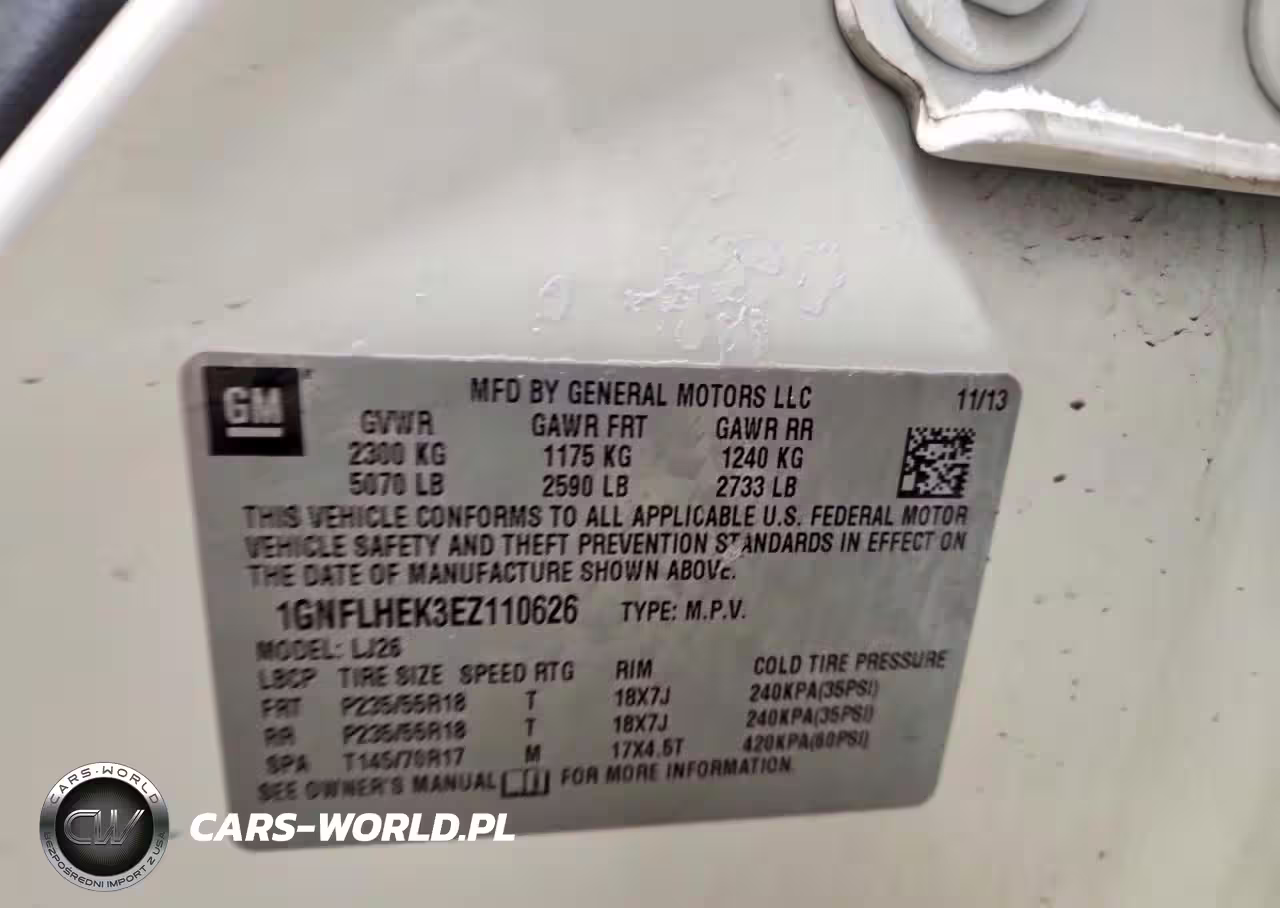 GM
MFD BY GENERAL MOTORS LLC 11/13
GVWR GAWR FRT GAWR RR
2300 KG 1175 KG 1240 KG
5070 LB 2590 LB 2733 LB
THIS VEHICLE CONFORMS TO ALL APPLICABLE U.S. FEDERAL MOTOR
VEHICLE SAFETY AND THEFT PREVENTION STANDARDS IN EFFECT ON
THE DATE OF MANUFACTURE SHOWN ABOVE.
1GNFLHEK3EZ110626 TYPE: M.P.V.
MODEL: LJ26
TIRE SIZE SPEED RTG RIM COLD TIRE PRESSURE
FRT P235/55R18 T 18X7J 240KPA(35PSI)
RR P235/55R18 T 18X7J 240KPA(35PSI)
SPA T145/70R17 M 17X4.5T 420KPA(60PSI)
SEE OWNER'S MANUAL FOR MORE INFORMATION.
CARS-WORLD
CW
BEZPOŚREDNI IMPORT Z USA
CARS-WORLD.PL